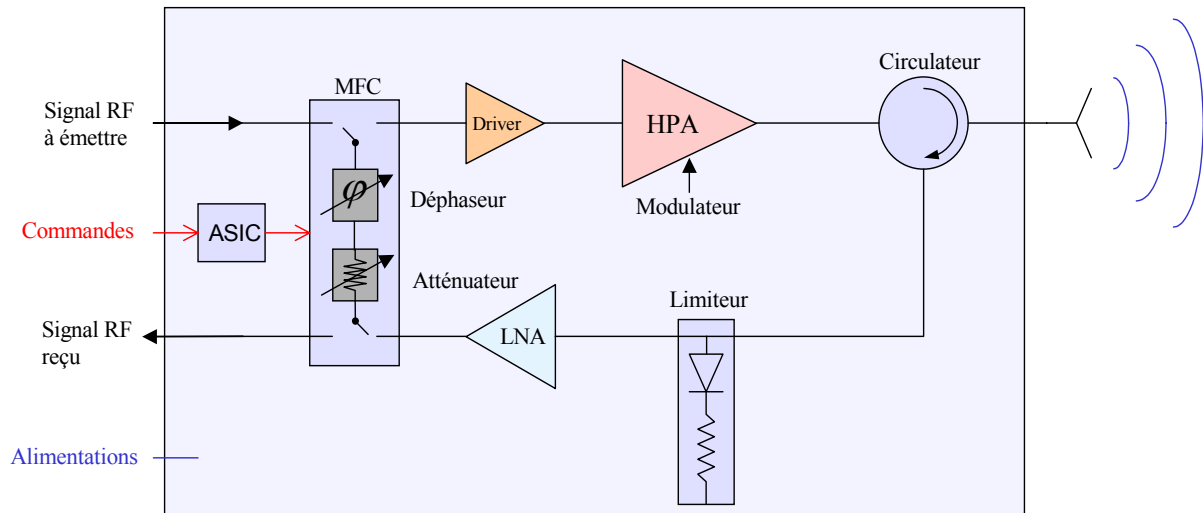 Circulateur
MFC
Signal RF
à émettre
Driver
HPA
φ
Déphaseur
Modulateur
Commandes
ASIC
Atténuateur
Limiteur
Signal RF
reçu
LNA
Alimentations